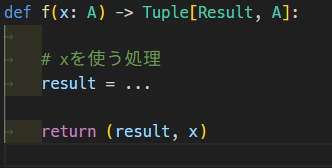 def f(x: A) -> Tuple[Result, A]:
    # xを使う処理
    result = ...
    return (result, x)